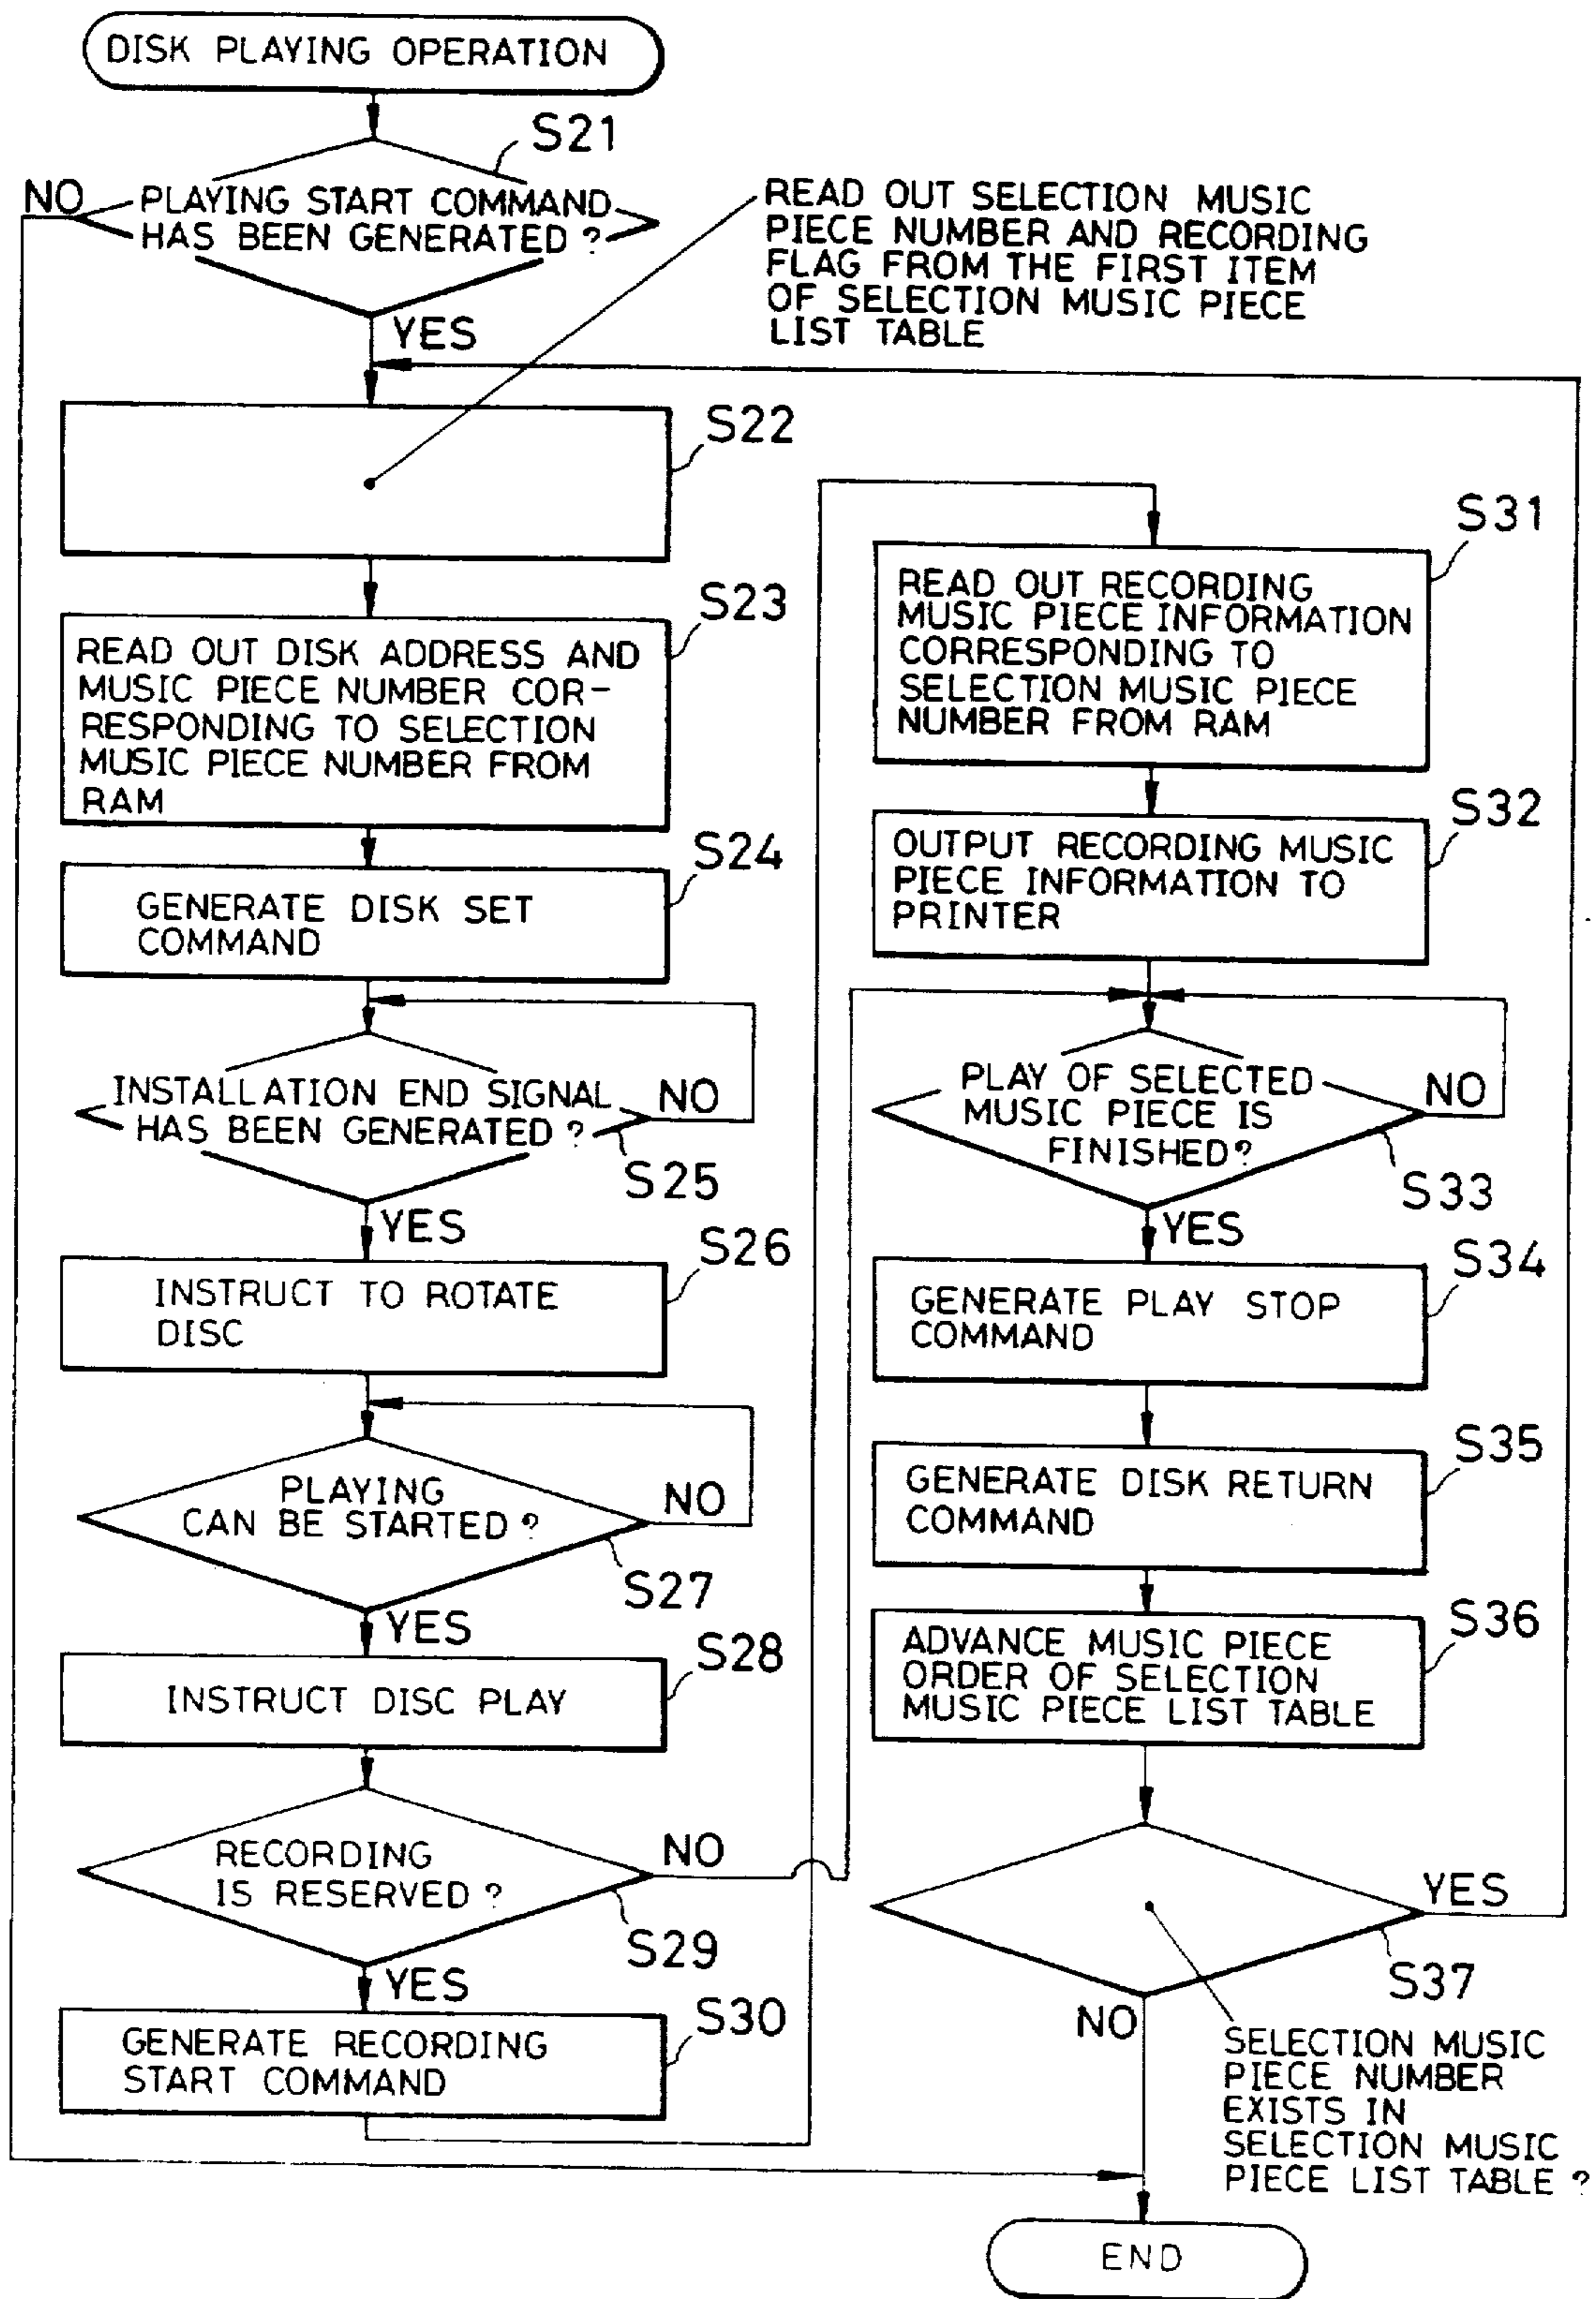 DISK PLAYING OPERATION
S21
NO
PLAYING START COMMAND
HAS BEEN GENERATED ?
YES
READ OUT SELECTION MUSIC
PIECE NUMBER AND RECORDING
FLAG FROM THE FIRST ITEM
OF SELECTION MUSIC PIECE
LIST TABLE
S22
S23
READ OUT DISK ADDRESS AND
MUSIC PIECE NUMBER COR-
RESPONDING TO SELECTION
MUSIC PIECE NUMBER FROM
RAM
S24
GENERATE DISK SET
COMMAND
INSTALLATION END SIGNAL
HAS BEEN GENERATED ?
NO
S25
YES
S26
INSTRUCT TO ROTATE
DISC
PLAYING
CAN BE STARTED ?
NO
S27
YES
S28
INSTRUCT DISC PLAY
RECORDING
IS RESERVED ?
NO
S29
YES
S30
GENERATE RECORDING
START COMMAND
S31
READ OUT RECORDING
MUSIC PIECE INFORMATION
CORRESPONDING TO
SELECTION MUSIC PIECE
NUMBER FROM RAM
S32
OUTPUT RECORDING MUSIC
PIECE INFORMATION TO
PRINTER
PLAY OF SELECTED
MUSIC PIECE IS
FINISHED?
NO
S33
YES
S34
GENERATE PLAY STOP
COMMAND
S35
GENERATE DISK RETURN
COMMAND
S36
ADVANCE MUSIC PIECE
ORDER OF SELECTION
MUSIC PIECE LIST TABLE
YES
S37
NO
SELECTION MUSIC
PIECE NUMBER
EXISTS IN
SELECTION MUSIC
PIECE LIST TABLE ?
END